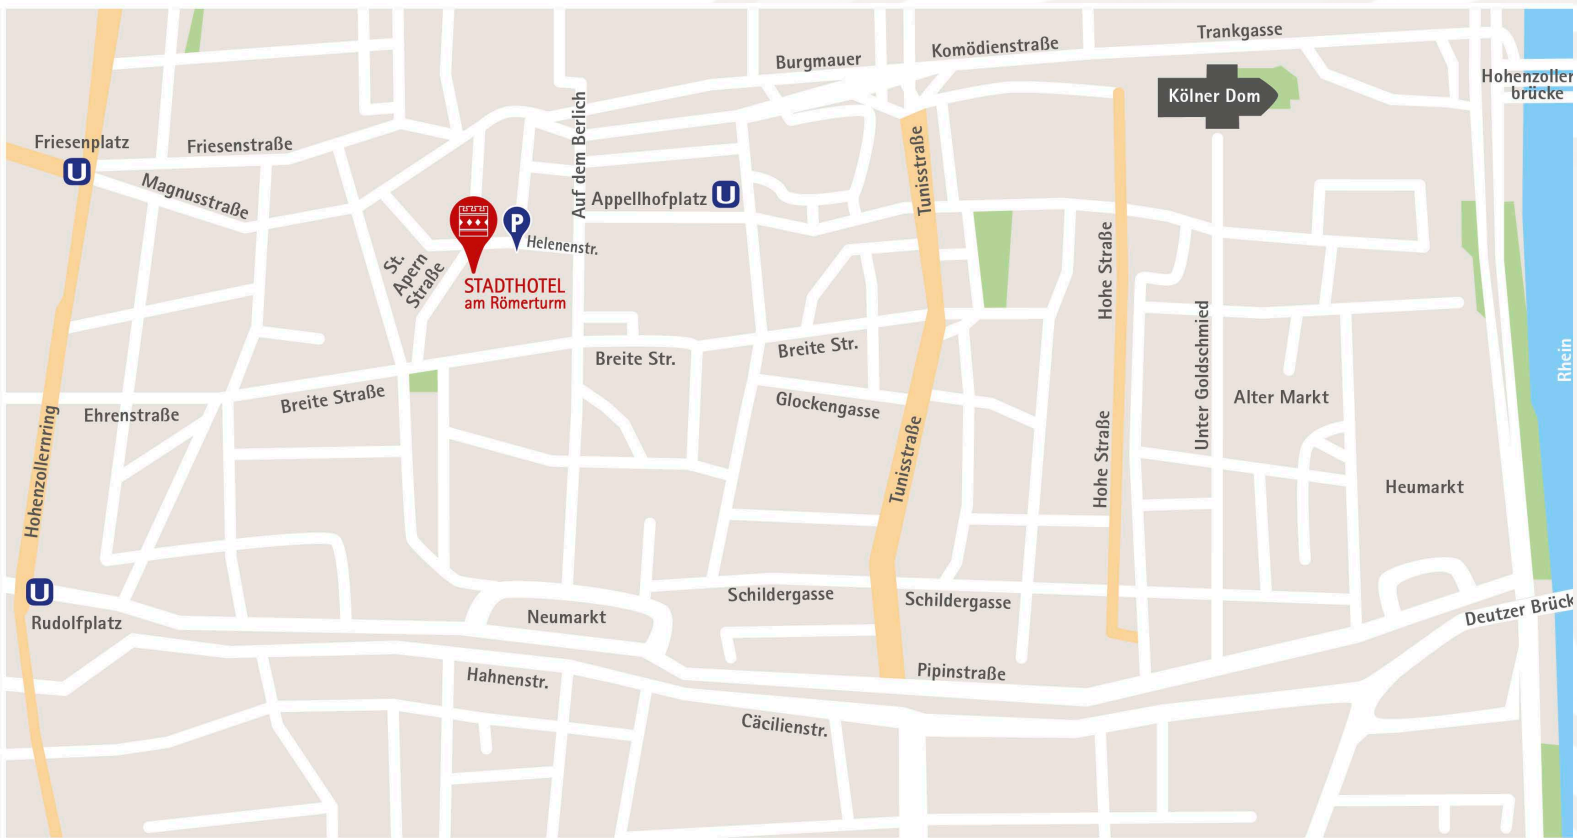 Trankgasse
Komödienstraße
Burgmauer
Hohenzoller
brücke
Kölner Dom
Friesenplatz
U
Friesenstraße
Magnusstraße
Auf dem Berlich
Appellhofplatz
U
Tunisstraße
P
Helenenstr.
St.
Apern
Straße
STADTHOTEL
am Römerturm
Hohe Straße
Unter Goldschmied
Rhein
Breite Str.
Breite Str.
Breite Straße
Ehrenstraße
Glockengasse
Alter Markt
Hohenzollernring
Tunisstraße
Hohe Straße
Heumarkt
U
Rudolfplatz
Neumarkt
Schildergasse
Schildergasse
Deutzer Brück
Hahnenstr.
Pipinstraße
Cäcilienstr.